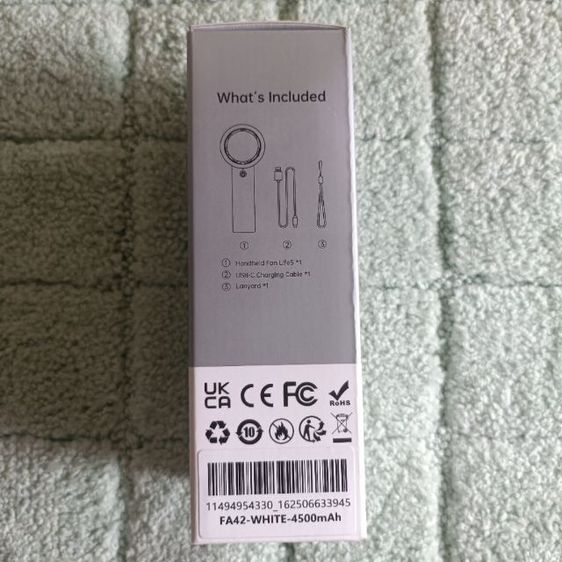 What's Included
① ② ③
① Handheld Fan Life5 *1
② USB-C Charging Cable *1
③ Lanyard *1
UK CA CE FC RoHS
10
11494954330_162506633945
FA42-WHITE-4500mAh